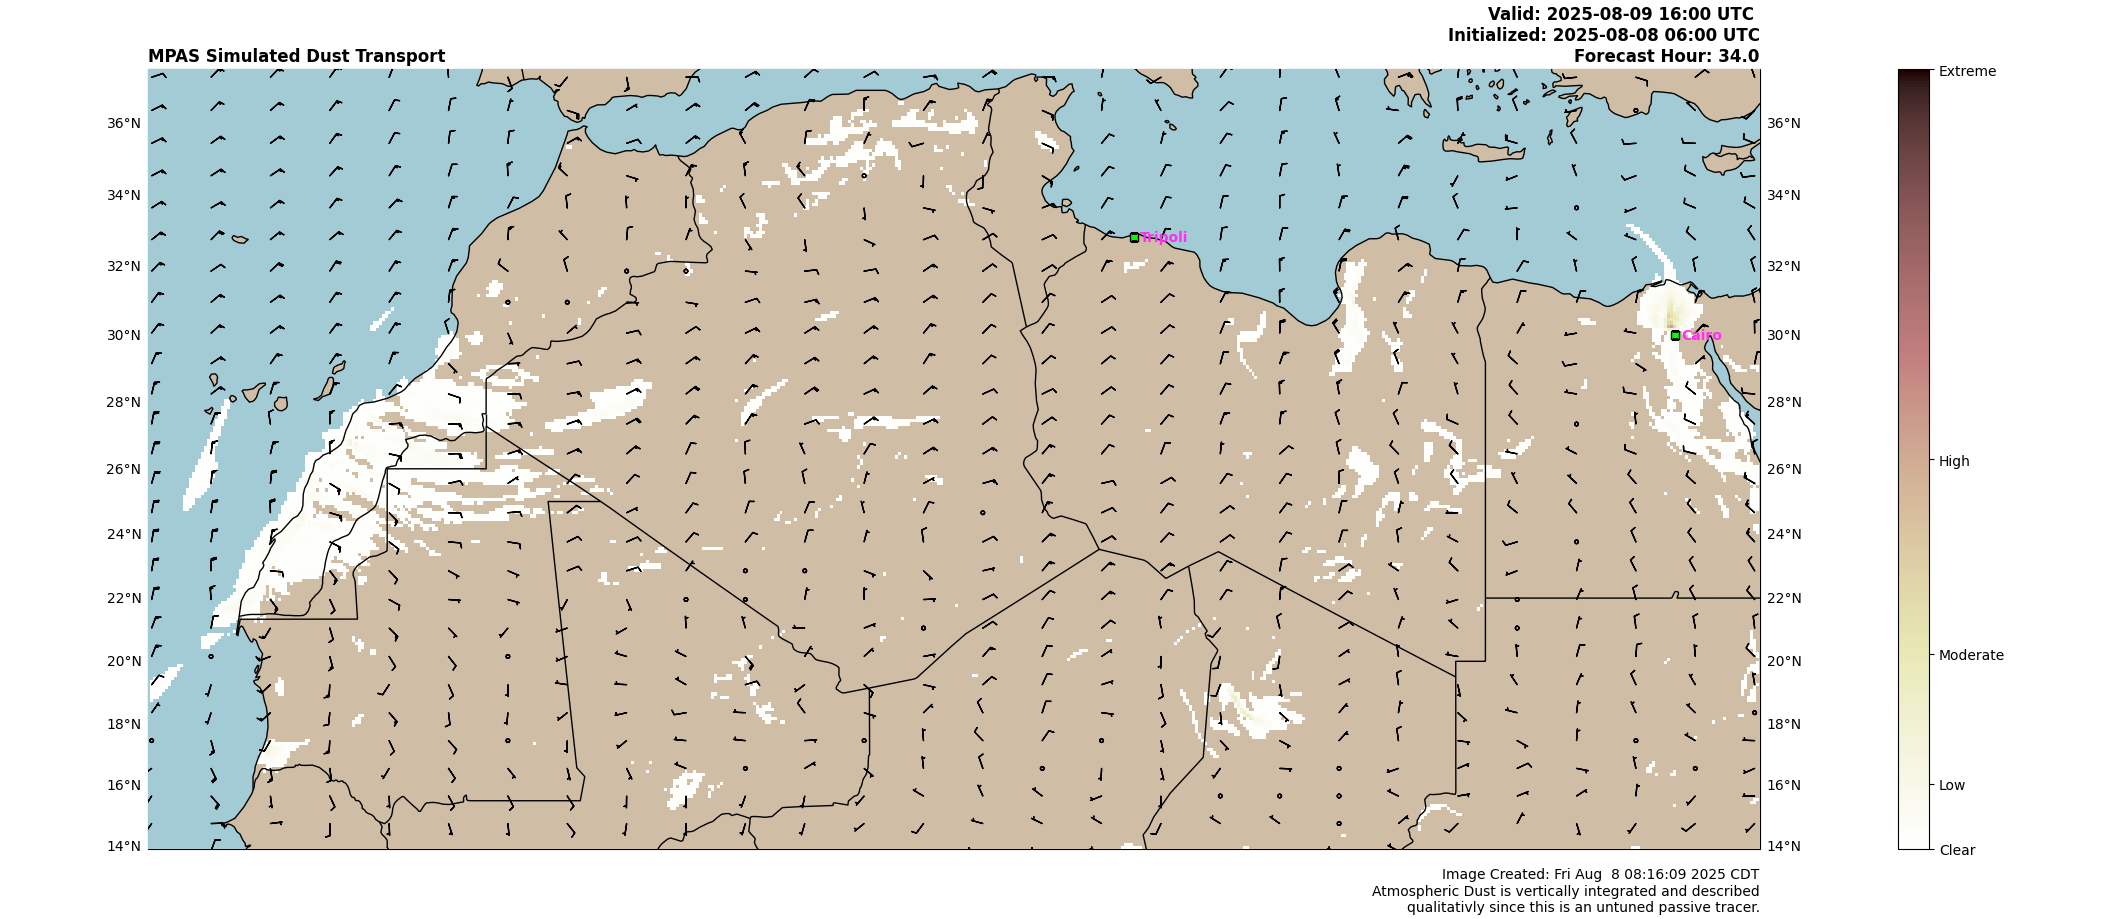 Valid: 2025-08-09 16:00 UTC
Initialized: 2025-08-08 06:00 UTC
MPAS Simulated Dust Transport
Forecast Hour: 34.0
Extreme
36°N
36°N
34°N
34°N
Tripoli
32°N
32°N
30°N
Cairo
30°N
28°N
28°N
26°N
26°N
High
24°N
24°N
22°N
22°N
20°N
20°N
Moderate
18°N
18°N
16°N
16°N
Low
14°N
14°N
Clear
Image Created: Fri Aug  8 08:16:09 2025 CDT
Atmospheric Dust is vertically integrated and described
qualitativly since this is an untuned passive tracer.